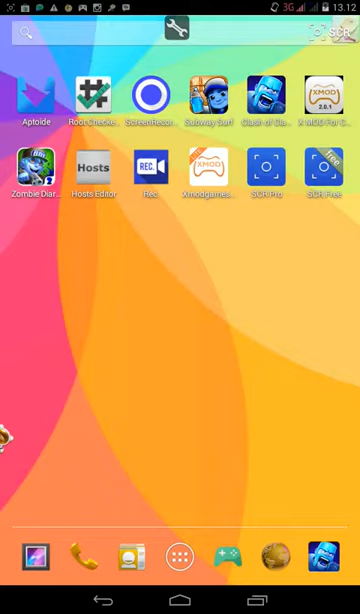 3G 13.12
SCR
Aptoide Root Checke.. ScreenRecor.. Subway Surf Clash of Cla.. X MOD For C..
# XMOD 2.0.1
Zombie Diar.. Hosts Editor Rec. Xmodgames.. SCR Pro SCR Free
Hosts REC. XMOD free